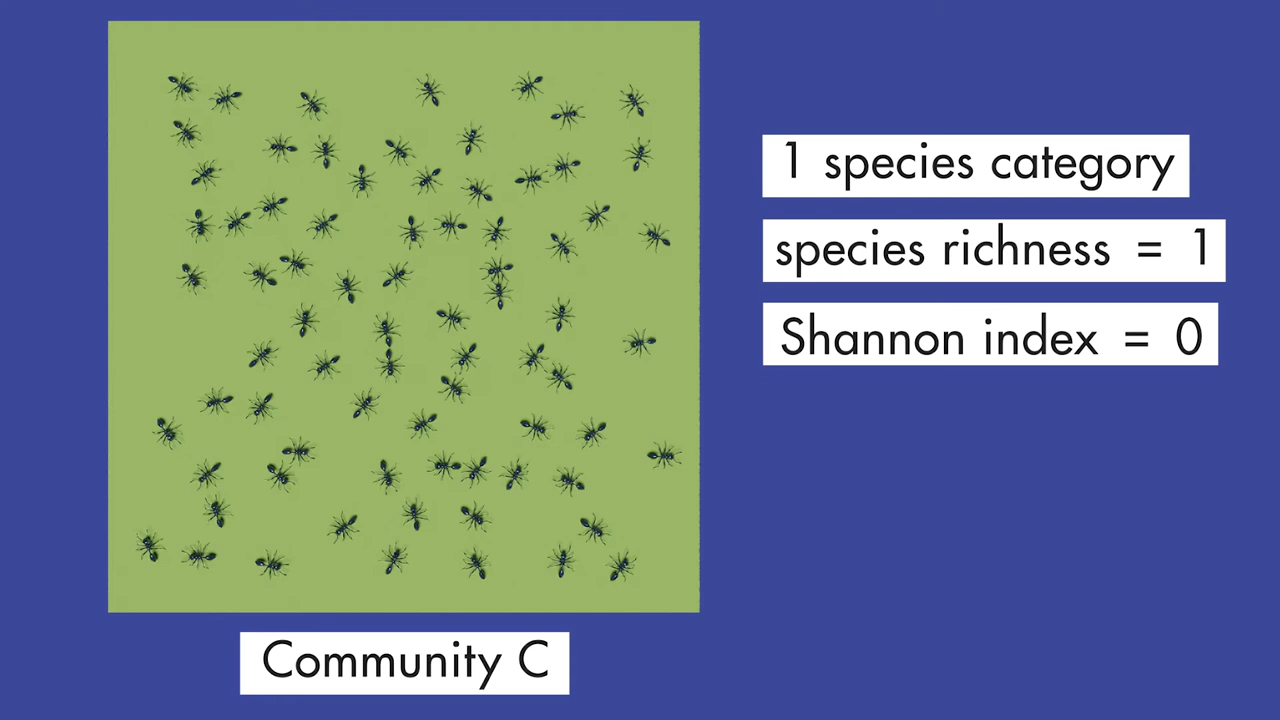 1 species category
species richness = 1
Shannon index = 0
Community C